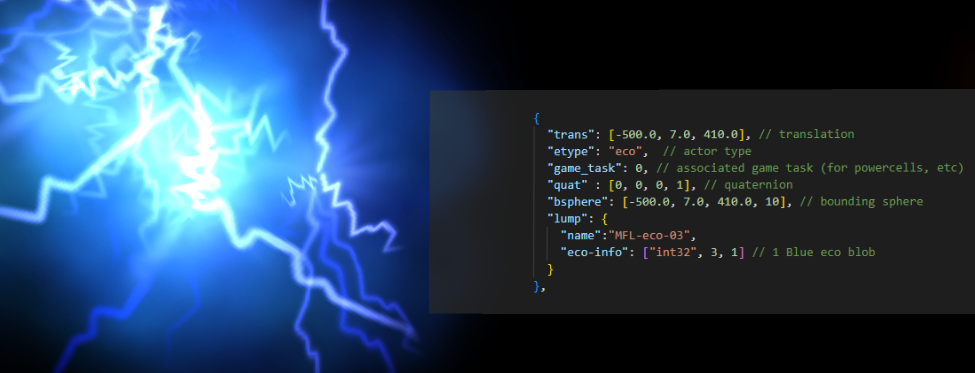 {
"trans": [-500.0, 7.0, 410.0], // translation
"etype": "eco",  // actor type
"game_task": 0, // associated game task (for powercells, etc)
"quat" : [0, 0, 0, 1], // quaternion
"bsphere": [-500.0, 7.0, 410.0, 10], // bounding sphere
"lump": {
"name":"MFL-eco-03",
"eco-info": ["int32", 3, 1] // 1 Blue eco blob
}
},